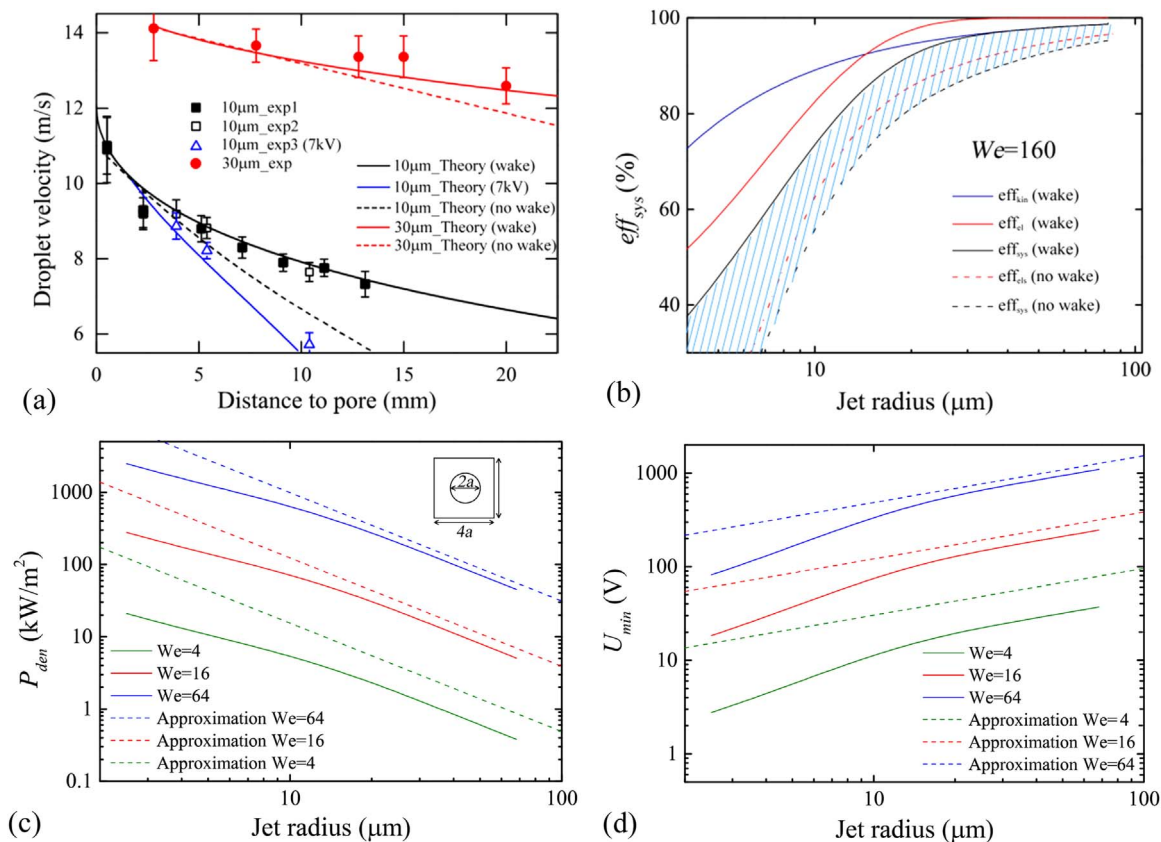 14
12
10
8
6
0
5
10
15
20
Droplet velocity (m/s)
Distance to pore (mm)
10μm_exp1
10μm_exp2
10μm_exp3 (7kV)
30μm_exp
10μm_Theory (wake)
10μm_Theory (7kV)
10μm_Theory (no wake)
30μm_Theory (wake)
30μm_Theory (no wake)
(a)
100
80
60
40
10
100
eff_sys (%)
Jet radius (μm)
We=160
eff_kin (wake)
eff_el (wake)
eff_sys (wake)
eff_els (no wake)
eff_sys (no wake)
(b)
1000
100
10
1
0.1
10
100
P_den (kW/m²)
Jet radius (μm)
2a
4a
We=4
We=16
We=64
Approximation We=64
Approximation We=16
Approximation We=4
(c)
1000
100
10
1
10
100
U_min (V)
Jet radius (μm)
We=4
We=16
We=64
Approximation We=4
Approximation We=16
Approximation We=64
(d)